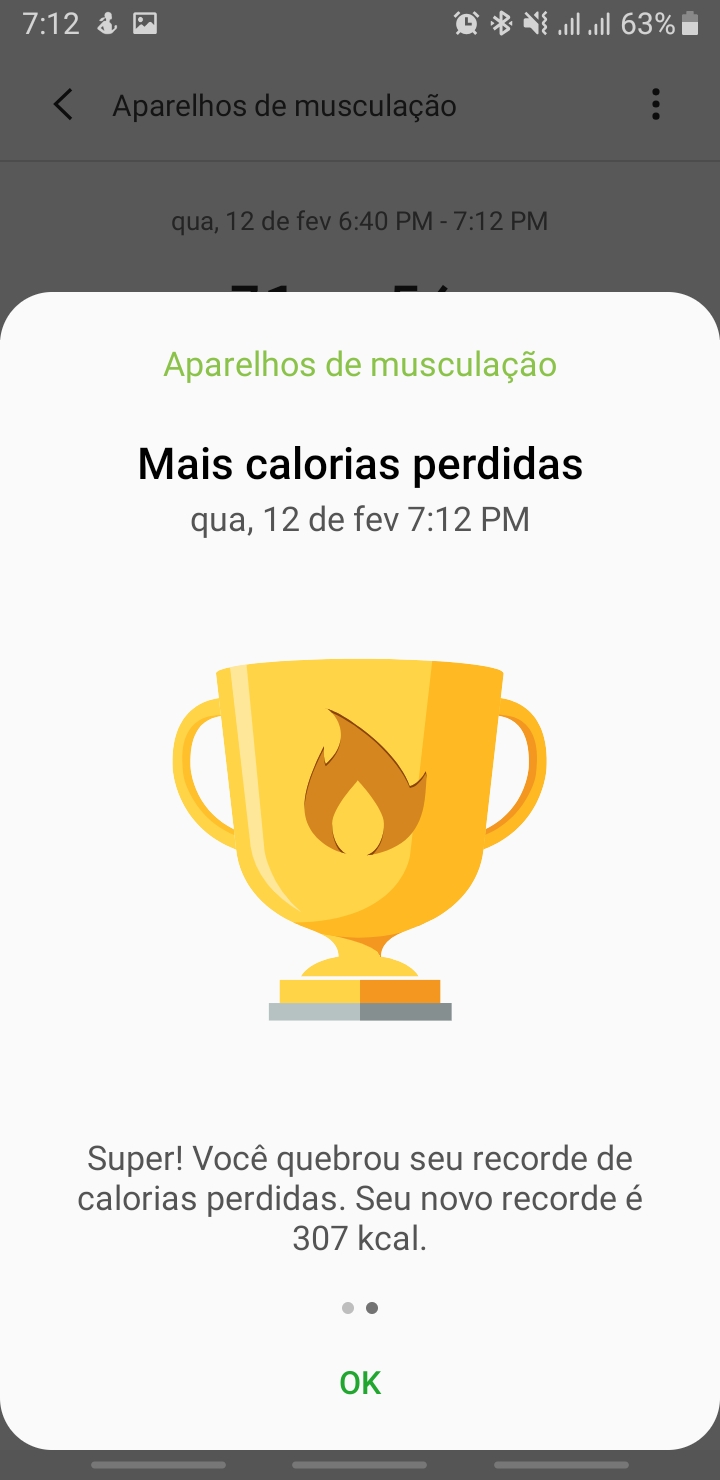 7:12
63%
Aparelhos de musculação
qua, 12 de fev 6:40 PM - 7:12 PM
Aparelhos de musculação
Mais calorias perdidas
qua, 12 de fev 7:12 PM
Super! Você quebrou seu recorde de
calorias perdidas. Seu novo recorde é
307 kcal.
OK